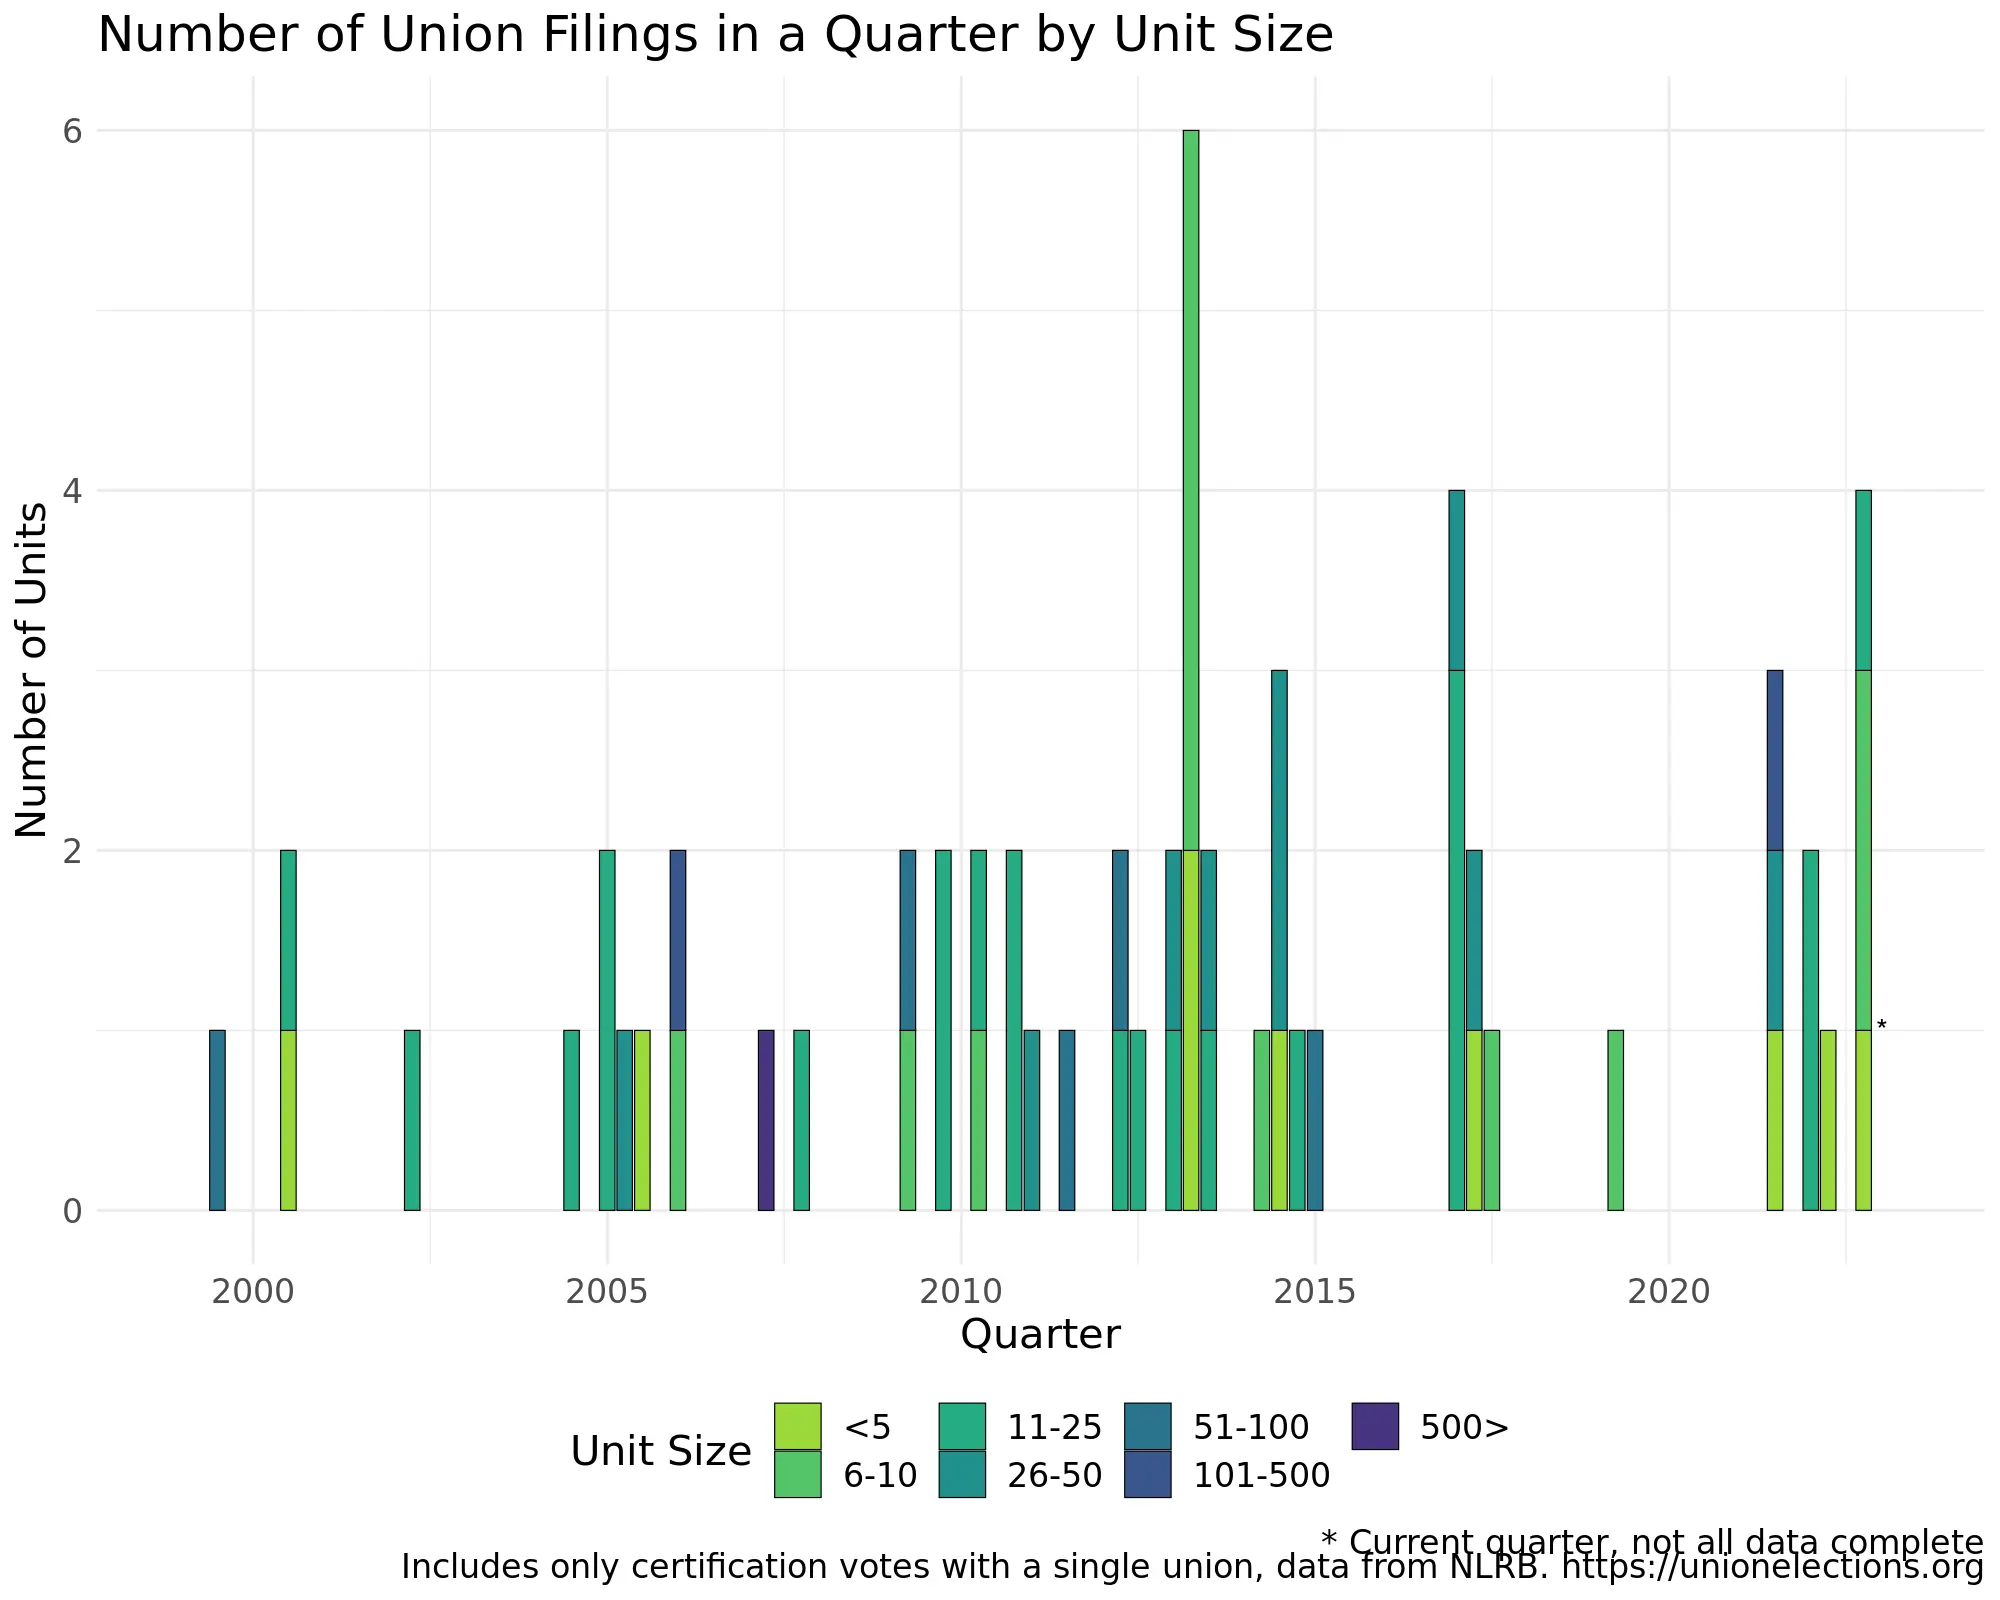 Number of Union Filings in a Quarter by Unit Size
Number of Units
6
4
2
0
*
2000 2005 2010 2015 2020
Quarter
Unit Size
<5 11-25 51-100 500>
6-10 26-50 101-500
* Current quarter, not all data complete
Includes only certification votes with a single union, data from NLRB. https://unionelections.org